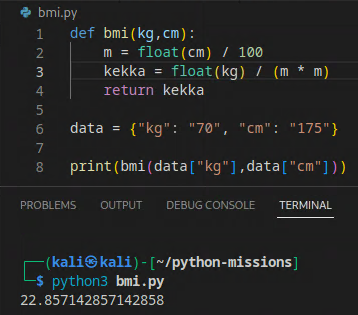 bmi.py
1 def bmi(kg,cm):
2     m = float(cm) / 100
3     kekka = float(kg) / (m * m)
4     return kekka
5
6 data = {"kg": "70", "cm": "175"}
7
8 print(bmi(data["kg"],data["cm"]))
PROBLEMS OUTPUT DEBUG CONSOLE TERMINAL
┌──(kali㉿kali)-[~/python-missions]
└─$ python3 bmi.py
22.857142857142858